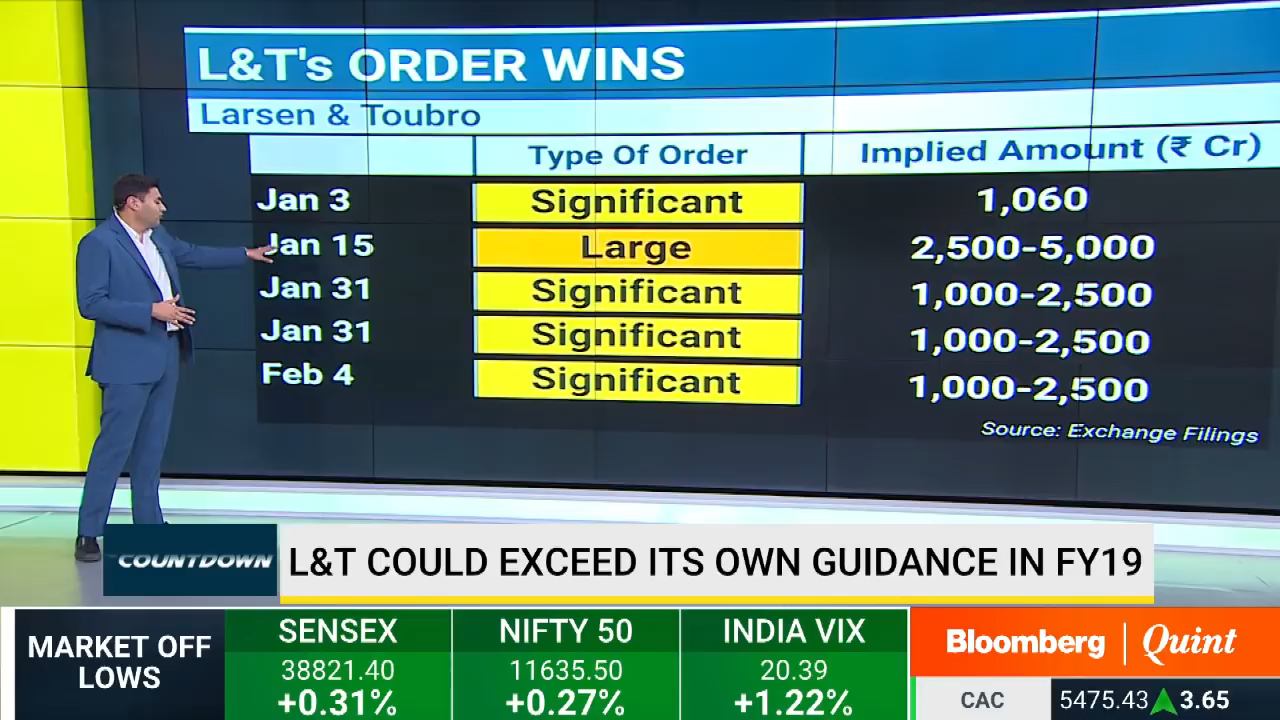 L&T's ORDER WINS
Larsen & Toubro
Type Of Order Implied Amount (₹ Cr)
Jan 3 Significant 1,060
Jan 15 Large 2,500-5,000
Jan 31 Significant 1,000-2,500
Jan 31 Significant 1,000-2,500
Feb 4 Significant 1,000-2,500
Source: Exchange Filings
COUNTDOWN L&T COULD EXCEED ITS OWN GUIDANCE IN FY19
MARKET OFF
LOWS
SENSEX
38821.40
+0.31%
NIFTY 50
11635.50
+0.27%
INDIA VIX
20.39
+1.22%
Bloomberg | Quint
CAC 5475.43 3.65